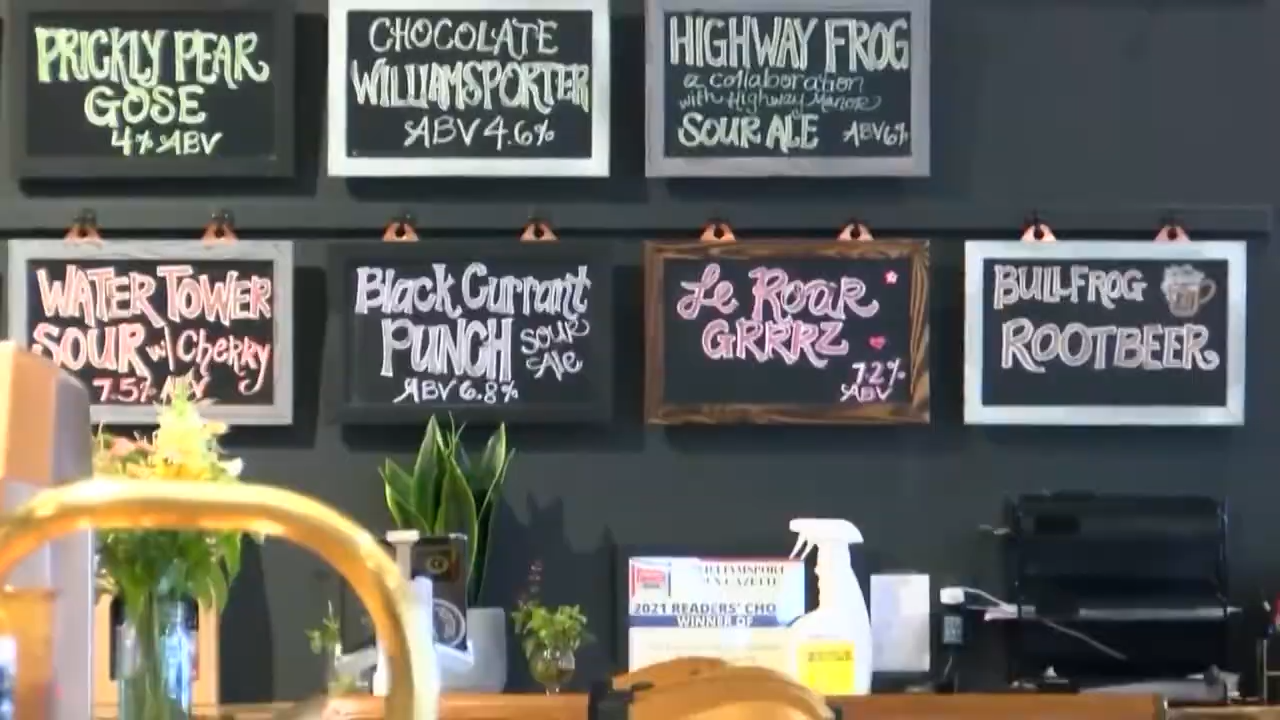 PRICKLY PEAR
GOSE
4% ABV
CHOCOLATE
WILLIAMSPORTER
ABV 4.6%
HIGHWAY FROG
a collaboration
with Highway Manor
SOUR ALE ABV 6%
WATER TOWER
SOUR w/ Cherry
7.5% ABV
Black Currant
PUNCH SOUR ALE
ABV 6.8%
Le ROAR
GRRRZ
7.2%
ABV
BULLFROG
ROOTBEER
2021 READERS' CHO
WINNER OF